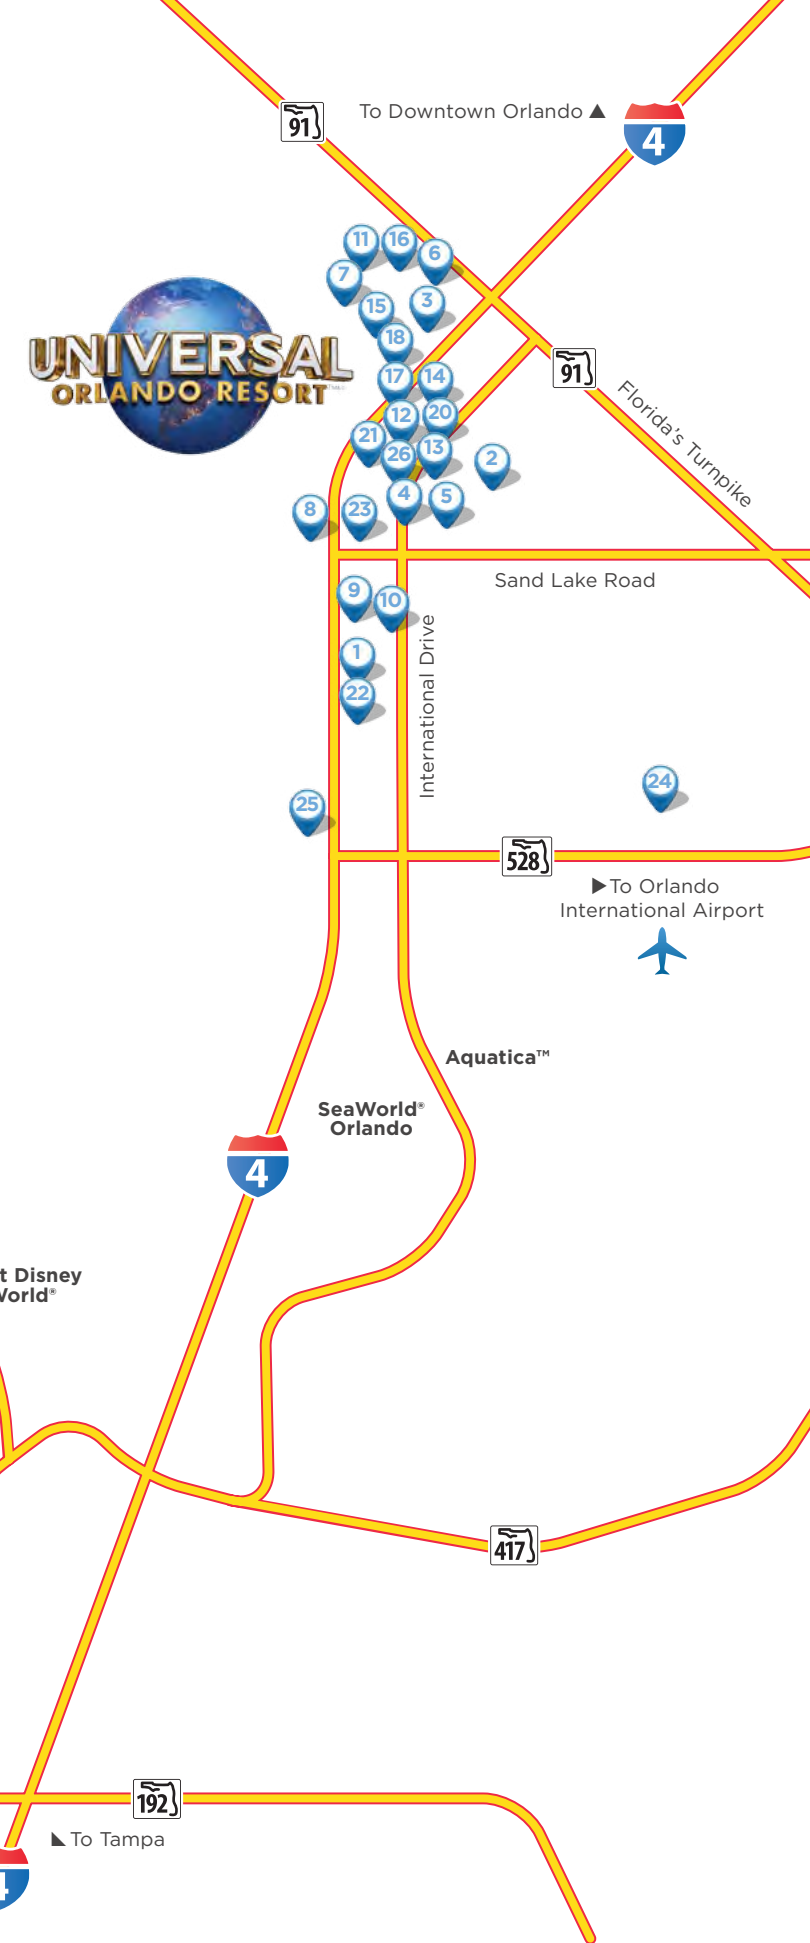 To Downtown Orlando ▲
91
4
11
16
6
7
15
3
18
UNIVERSAL
ORLANDO RESORT
91
17
14
Florida's Turnpike
12
20
21
26
13
2
4
5
8
23
Sand Lake Road
9
10
International Drive
1
22
24
25
528
▶To Orlando
International Airport
Aquatica™
SeaWorld®
Orlando
4
t Disney
World®
417
192
◣ To Tampa
4